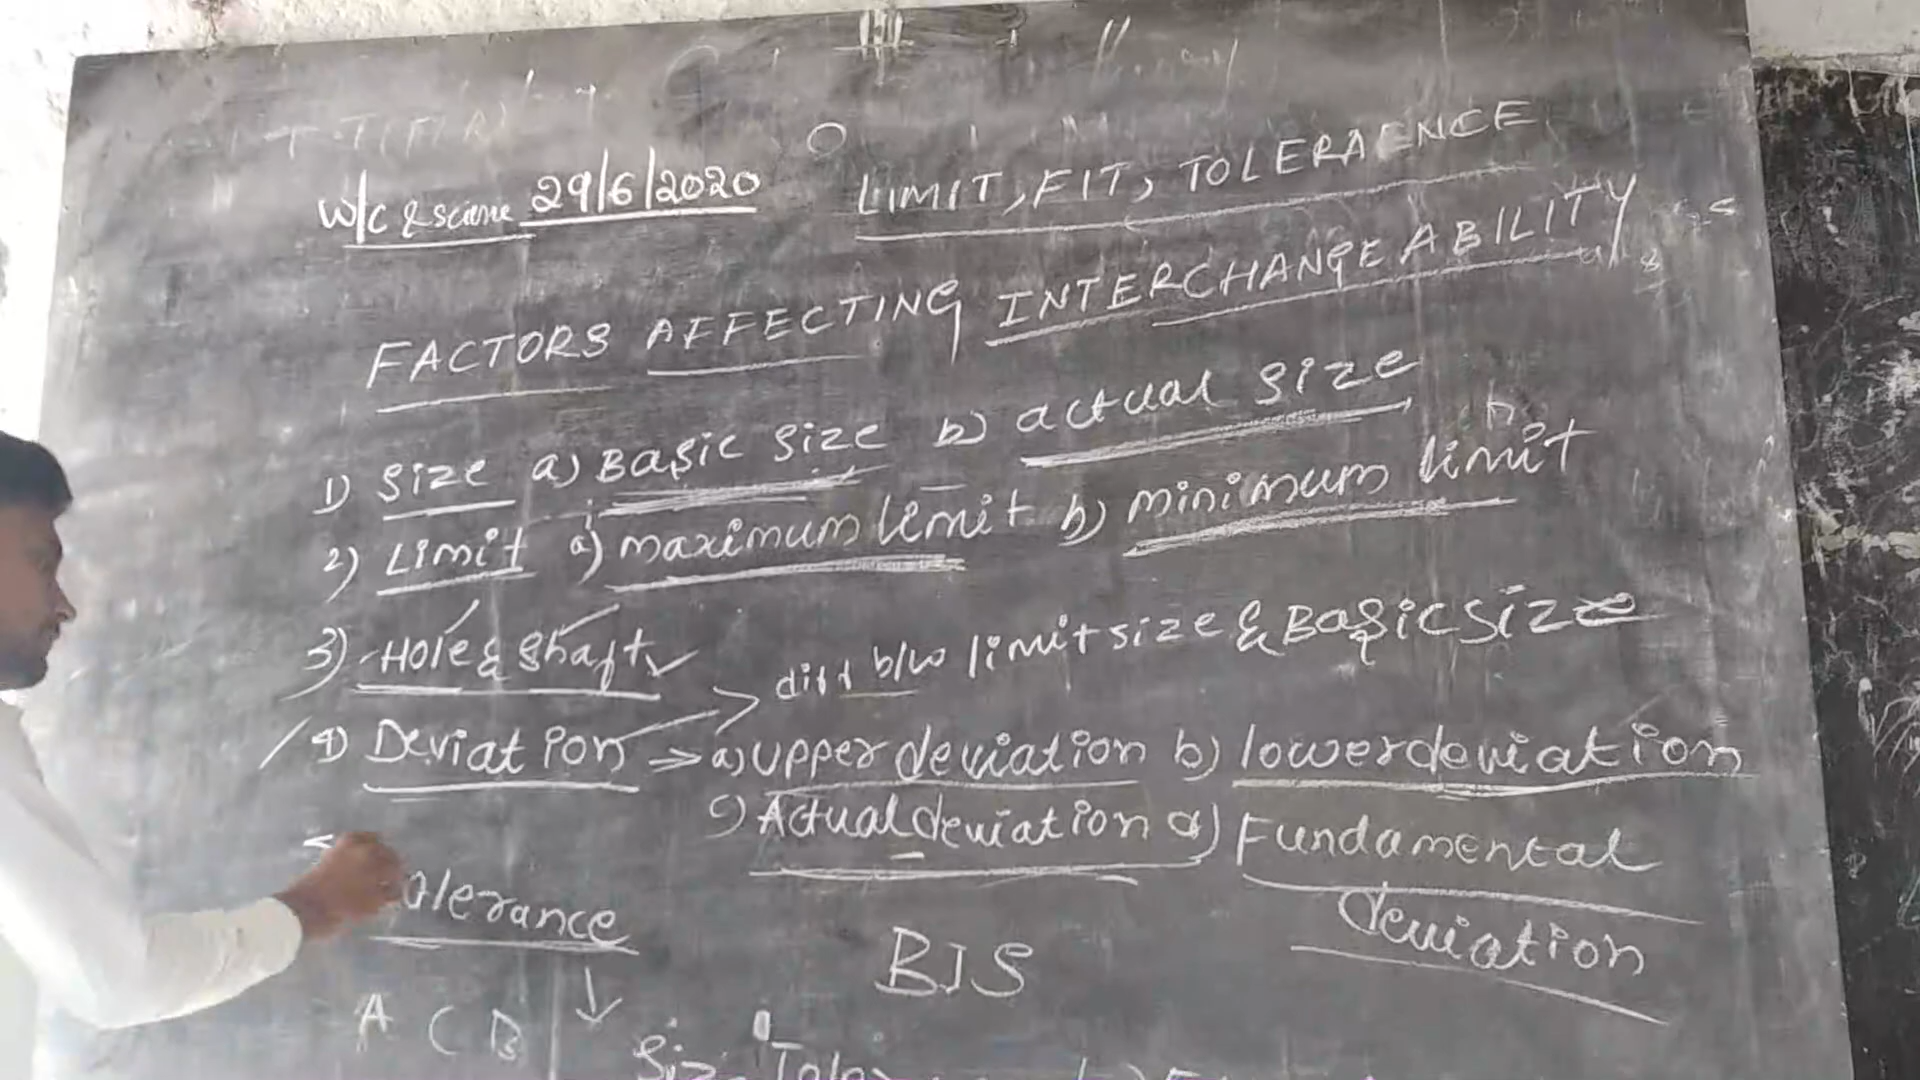 W/C & science 29/6/2020 LIMIT, FIT, TOLERAENCE
FACTORS AFFECTING INTERCHANGEABILITY
1) Size a) Basic Size b) actual Size
2) Limit a) maximum limit b) minimum limit
3) Hole & Shaft
diff b/w limit size & Basic size
4) Deviation → a) Upper deviation b) lower deviation
c) Actual deviation d) Fundamental
deviation
olerance
BIS
A C B